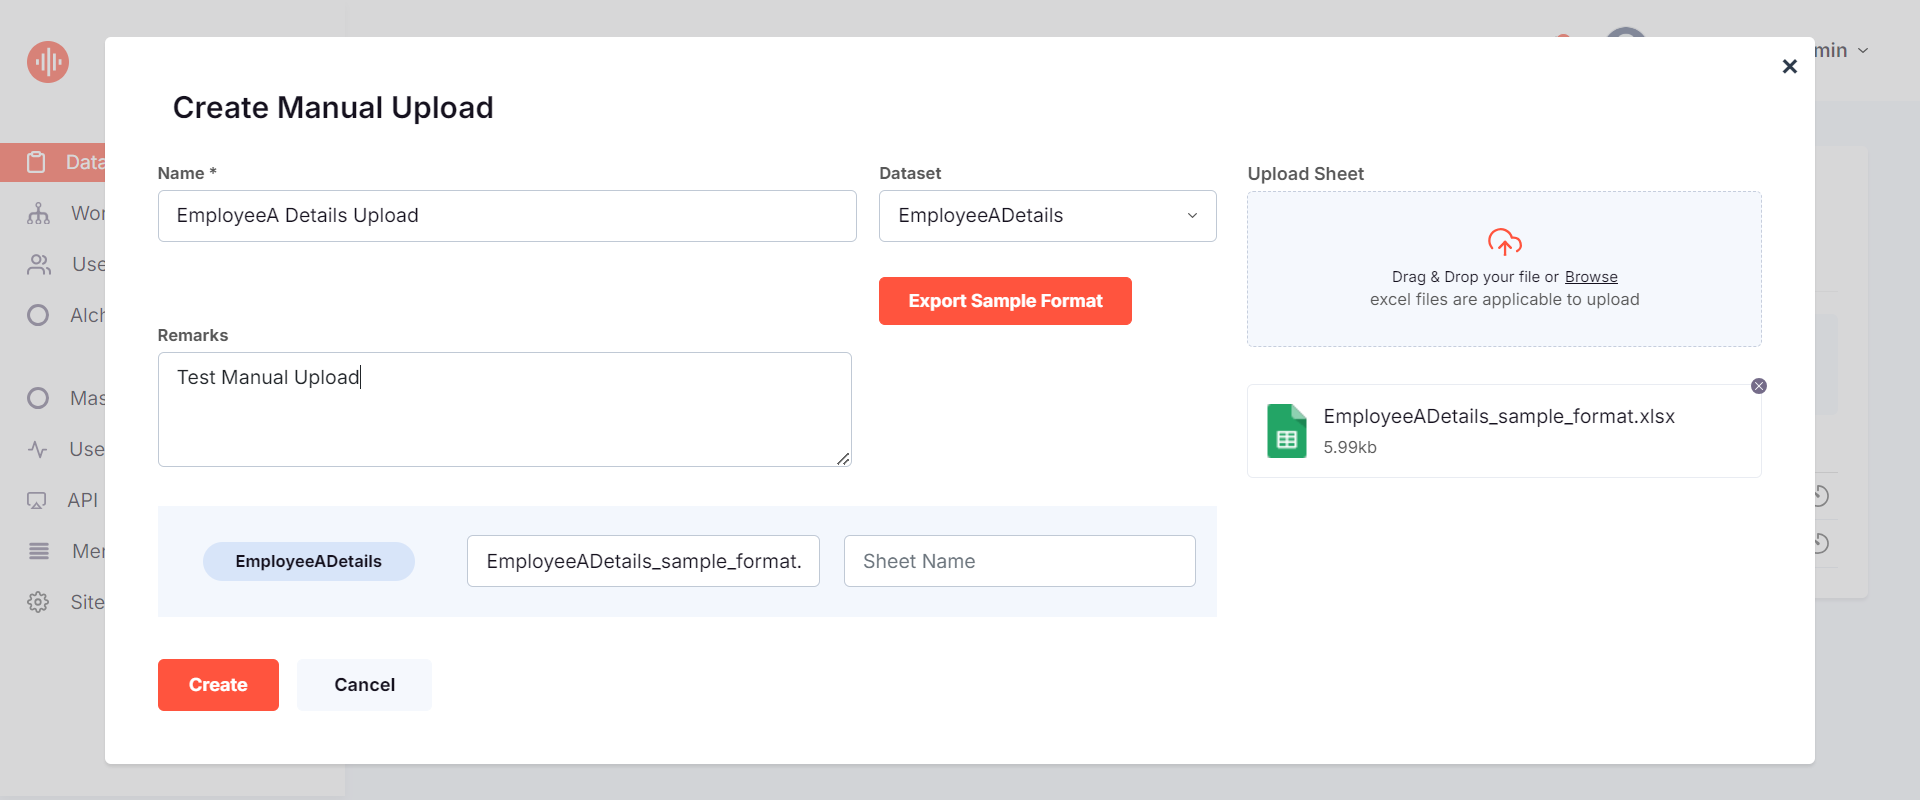 Create Manual Upload
Name *
EmployeeA Details Upload
Dataset
EmployeeADetails
Export Sample Format
Remarks
Test Manual Upload
EmployeeADetails
EmployeeADetails_sample_format.
Sheet Name
Create
Cancel
Upload Sheet
Drag & Drop your file or Browse
excel files are applicable to upload
EmployeeADetails_sample_format.xlsx
5.99kb
min
Data
Wor
Use
Alch
Mas
Use
API
Mer
Site